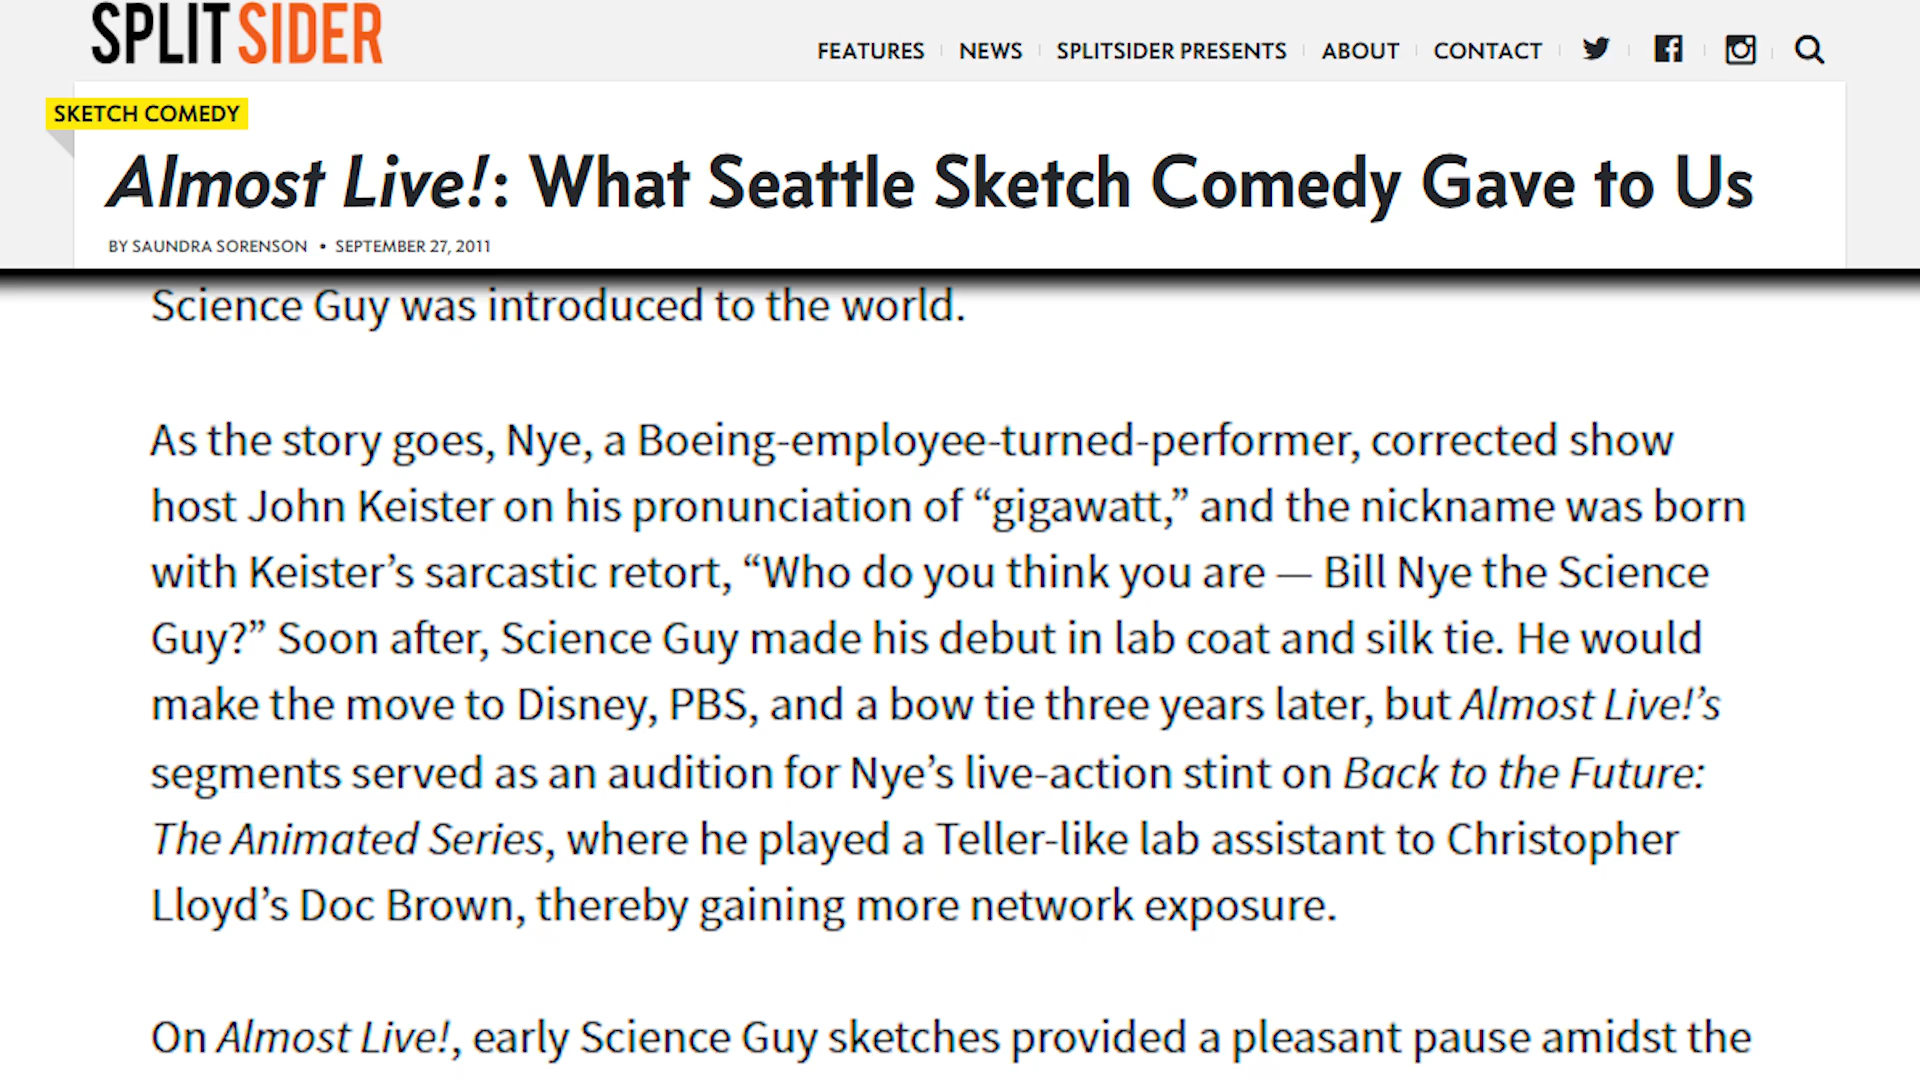 SPLITSIDER
FEATURES NEWS SPLITSIDER PRESENTS ABOUT CONTACT
SKETCH COMEDY
Almost Live!: What Seattle Sketch Comedy Gave to Us
BY SAUNDRA SORENSON • SEPTEMBER 27, 2011
Science Guy was introduced to the world.
As the story goes, Nye, a Boeing-employee-turned-performer, corrected show
host John Keister on his pronunciation of “gigawatt,” and the nickname was born
with Keister’s sarcastic retort, “Who do you think you are — Bill Nye the Science
Guy?” Soon after, Science Guy made his debut in lab coat and silk tie. He would
make the move to Disney, PBS, and a bow tie three years later, but Almost Live!’s
segments served as an audition for Nye’s live-action stint on Back to the Future:
The Animated Series, where he played a Teller-like lab assistant to Christopher
Lloyd’s Doc Brown, thereby gaining more network exposure.
On Almost Live!, early Science Guy sketches provided a pleasant pause amidst the